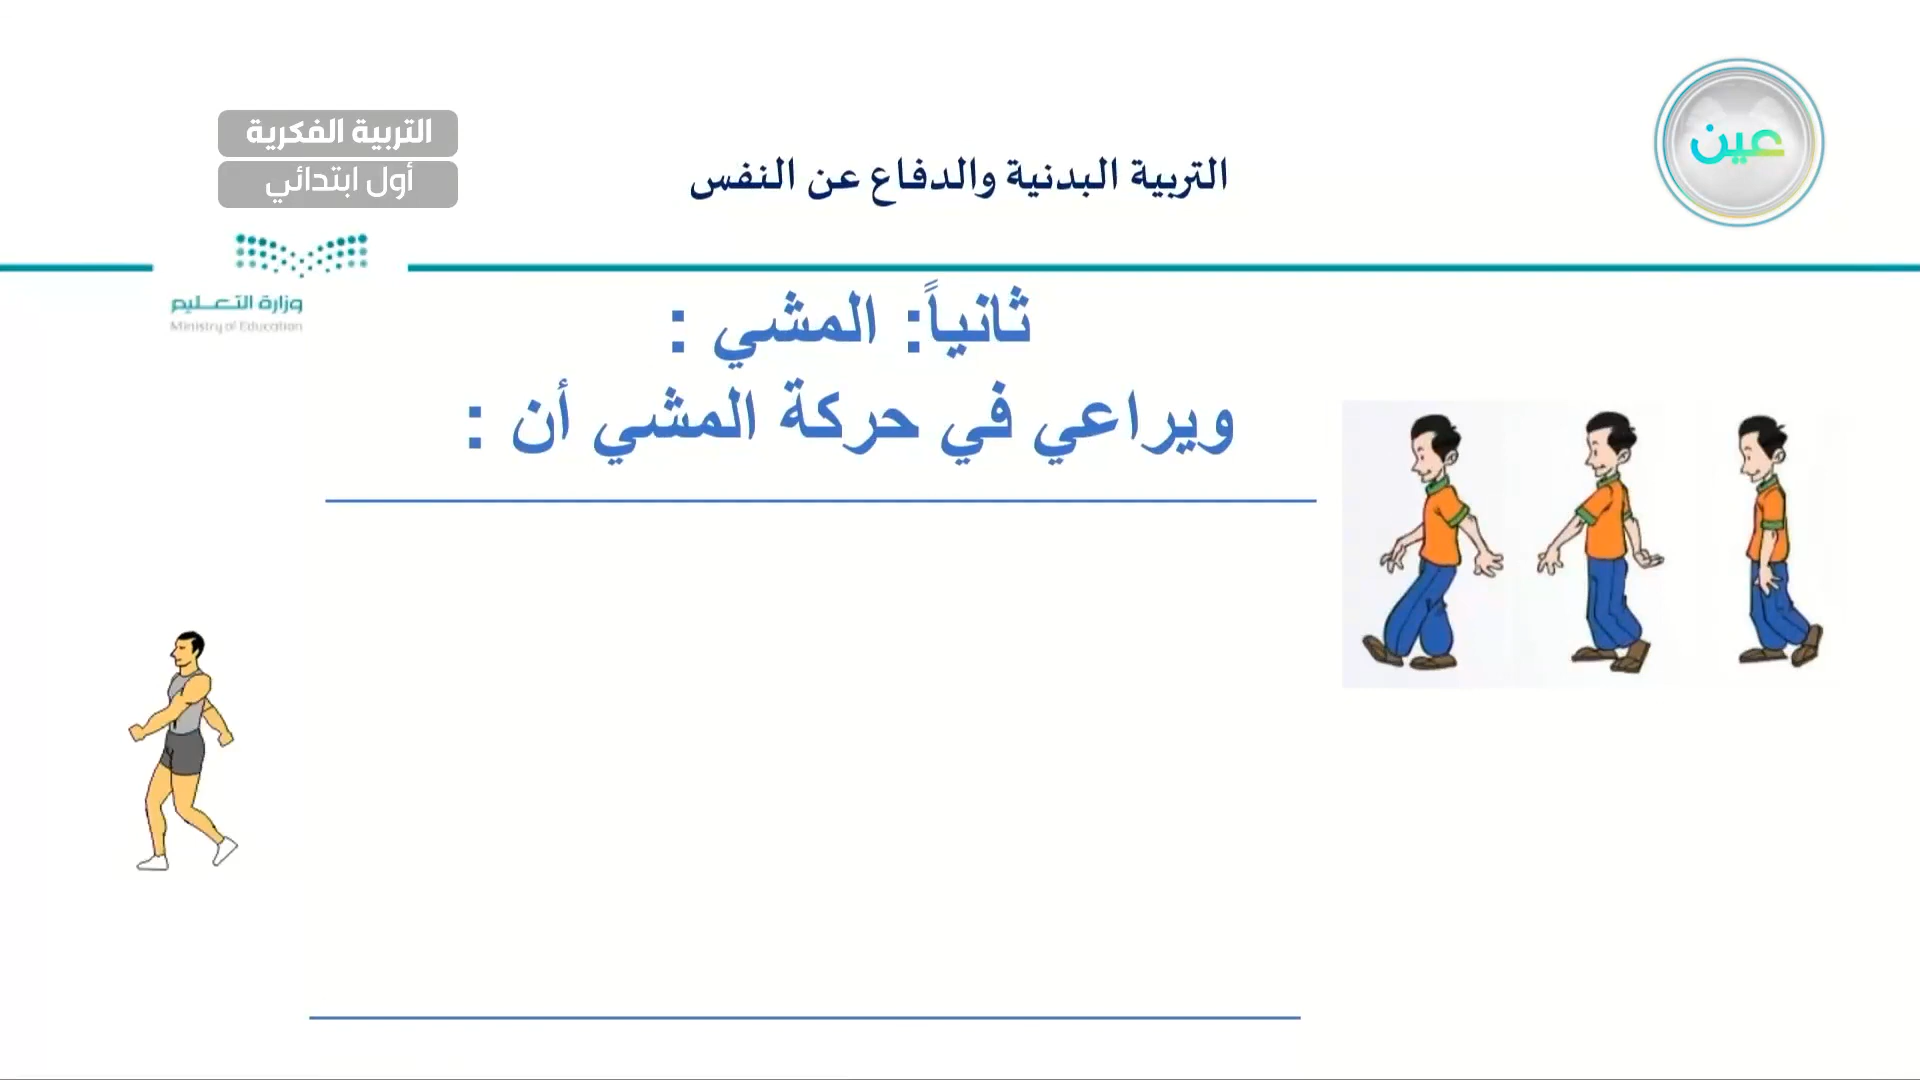 عين
التربية الفكرية
أول ابتدائي
التربية البدنية والدفاع عن النفس
وزارة التعليم
Ministry of Education
ثانياً: المشي :
ويراعي في حركة المشي أن :